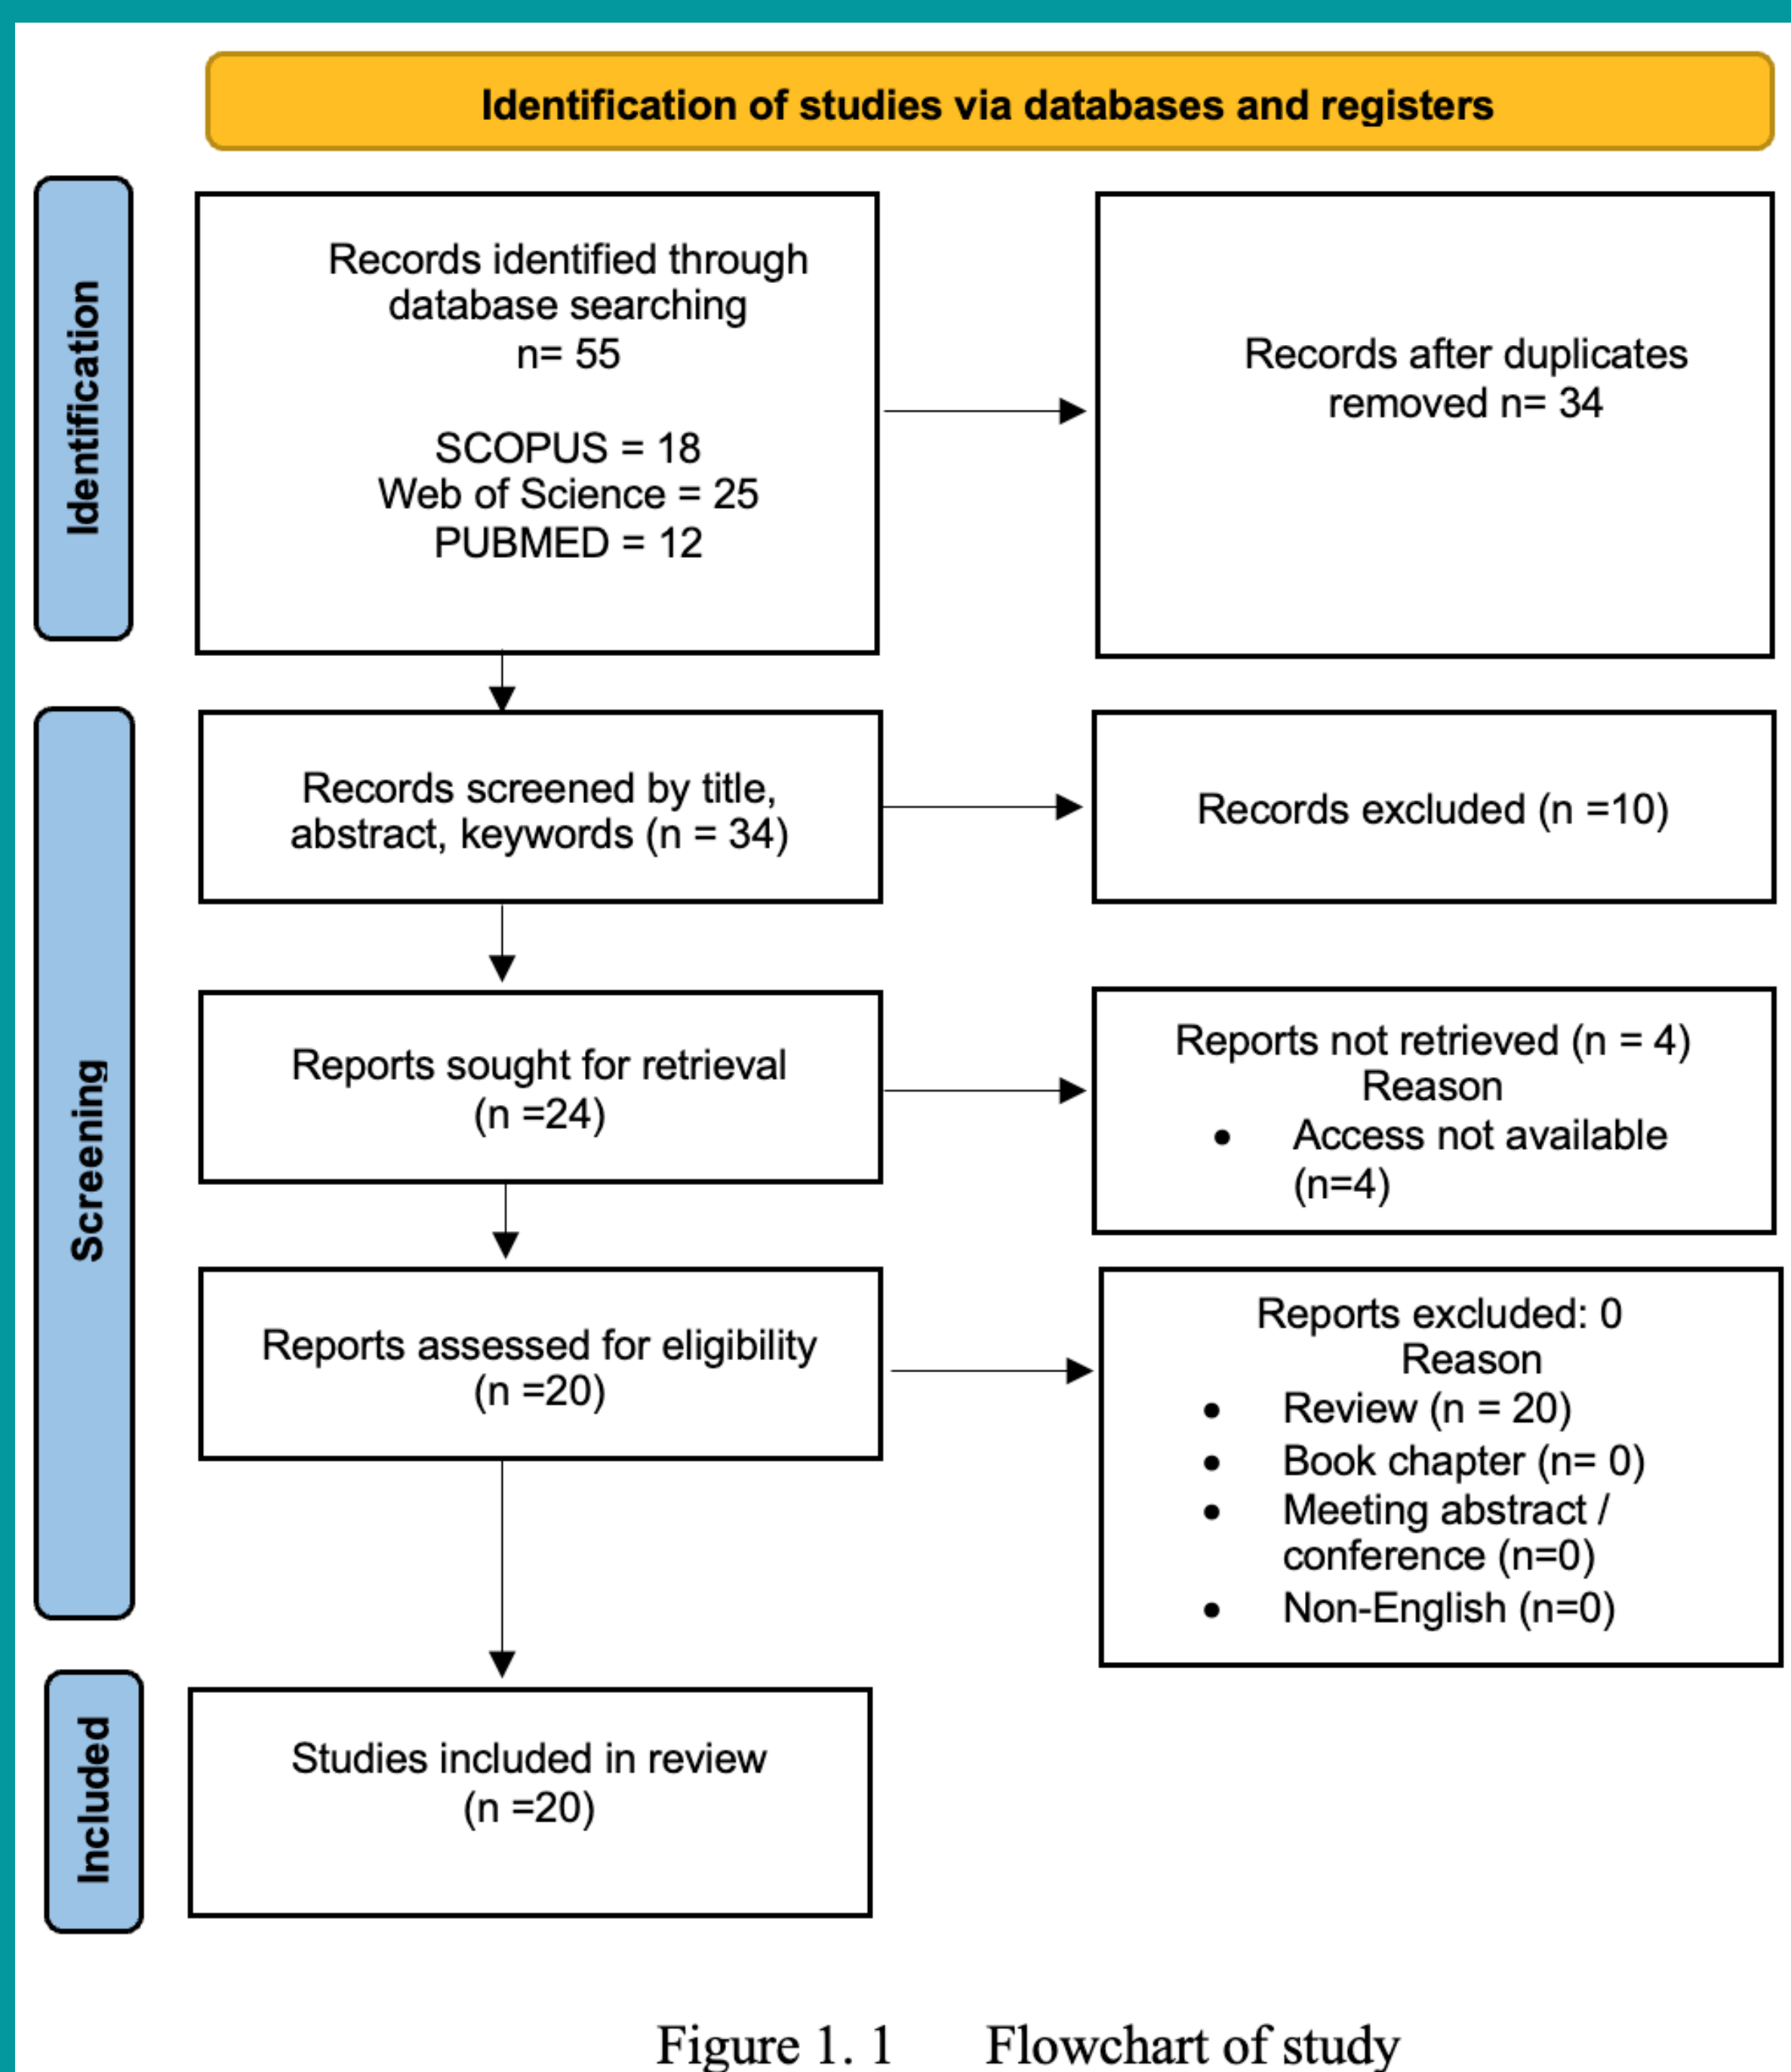 Identification of studies via databases and registers
Identification
Records identified through
database searching
n= 55
SCOPUS = 18
Web of Science = 25
PUBMED = 12
Records after duplicates
removed n= 34
Screening
Records screened by title,
abstract, keywords (n = 34)
Records excluded (n =10)
Reports sought for retrieval
(n =24)
Reports not retrieved (n = 4)
Reason
• Access not available
(n=4)
Reports assessed for eligibility
(n =20)
Reports excluded: 0
Reason
• Review (n = 20)
• Book chapter (n= 0)
• Meeting abstract /
conference (n=0)
• Non-English (n=0)
Included
Studies included in review
(n =20)
Figure 1. 1 Flowchart of study